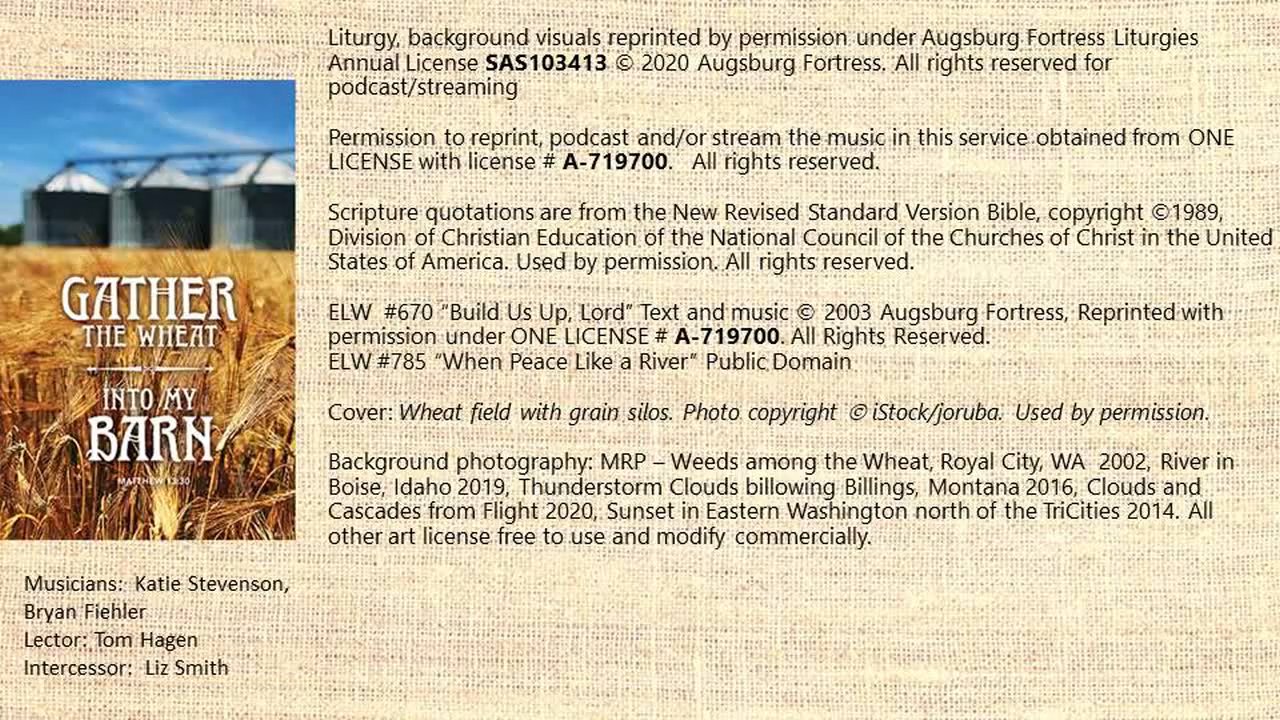 Liturgy, background visuals reprinted by permission under Augsburg Fortress Liturgies
Annual License SAS103413 © 2020 Augsburg Fortress. All rights reserved for
podcast/streaming
Permission to reprint, podcast and/or stream the music in this service obtained from ONE
LICENSE with license # A-719700. All rights reserved.
Scripture quotations are from the New Revised Standard Version Bible, copyright ©1989,
Division of Christian Education of the National Council of the Churches of Christ in the United
States of America. Used by permission. All rights reserved.
ELW #670 “Build Us Up, Lord” Text and music © 2003 Augsburg Fortress, Reprinted with
permission under ONE LICENSE # A-719700. All Rights Reserved.
ELW #785 “When Peace Like a River” Public Domain
Cover: Wheat field with grain silos. Photo copyright © iStock/joruba. Used by permission.
Background photography: MRP – Weeds among the Wheat, Royal City, WA 2002, River in
Boise, Idaho 2019, Thunderstorm Clouds billowing Billings, Montana 2016, Clouds and
Cascades from Flight 2020, Sunset in Eastern Washington north of the TriCities 2014. All
other art license free to use and modify commercially.
GATHER
THE WHEAT
INTO MY
BARN
MATTHEW 13:30
Musicians: Katie Stevenson,
Bryan Fiehler
Lector: Tom Hagen
Intercessor: Liz Smith